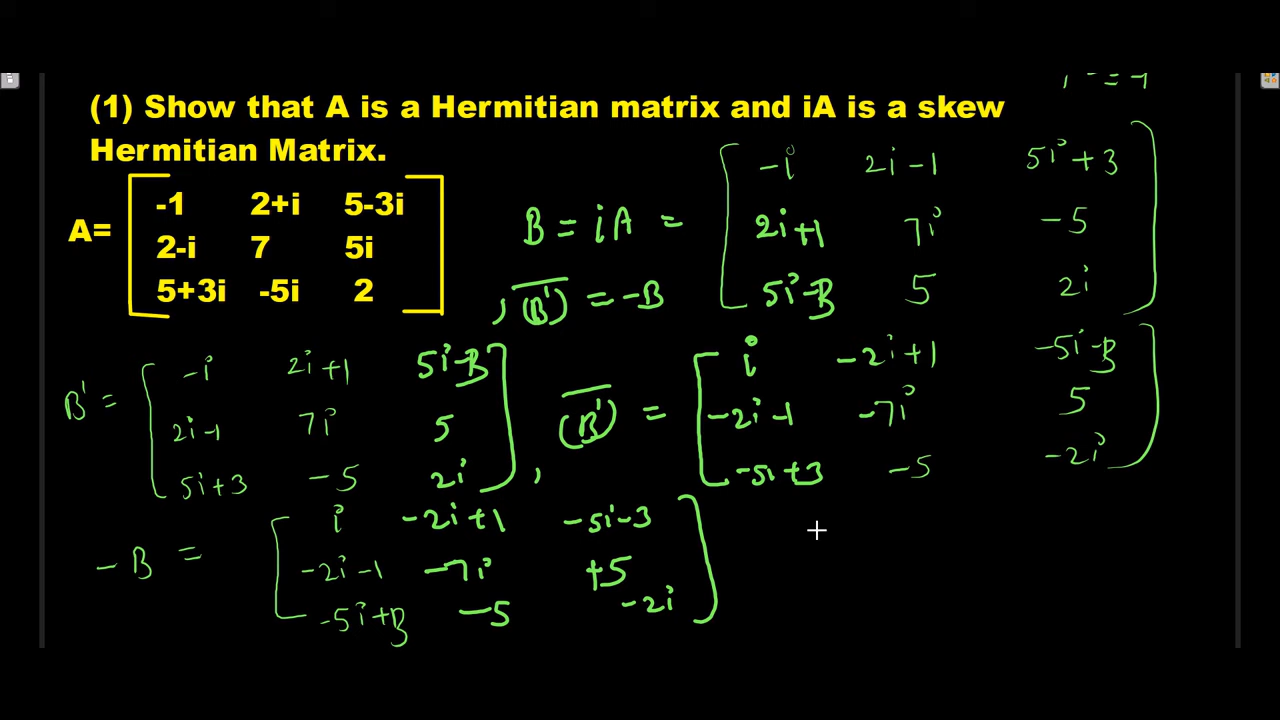 (1) Show that A is a Hermitian matrix and iA is a skew
Hermitian Matrix.
A= [ -1 2+i 5-3i
2-i 7 5i
5+3i -5i 2 ]
B = iA = [ -i 2i-1 5i+3
2i+1 7i -5
5i-3 5 2i ]
, (B') = -B
B' = [ -i 2i+1 5i-3
2i-1 7i 5
5i+3 -5 2i ] ,
(B') = [ i -2i+1 -5i-3
-2i-1 -7i 5
-5i+3 -5 -2i ]
-B = [ i -2i+1 -5i-3
-2i-1 -7i +5
-5i+3 -5 -2i ]